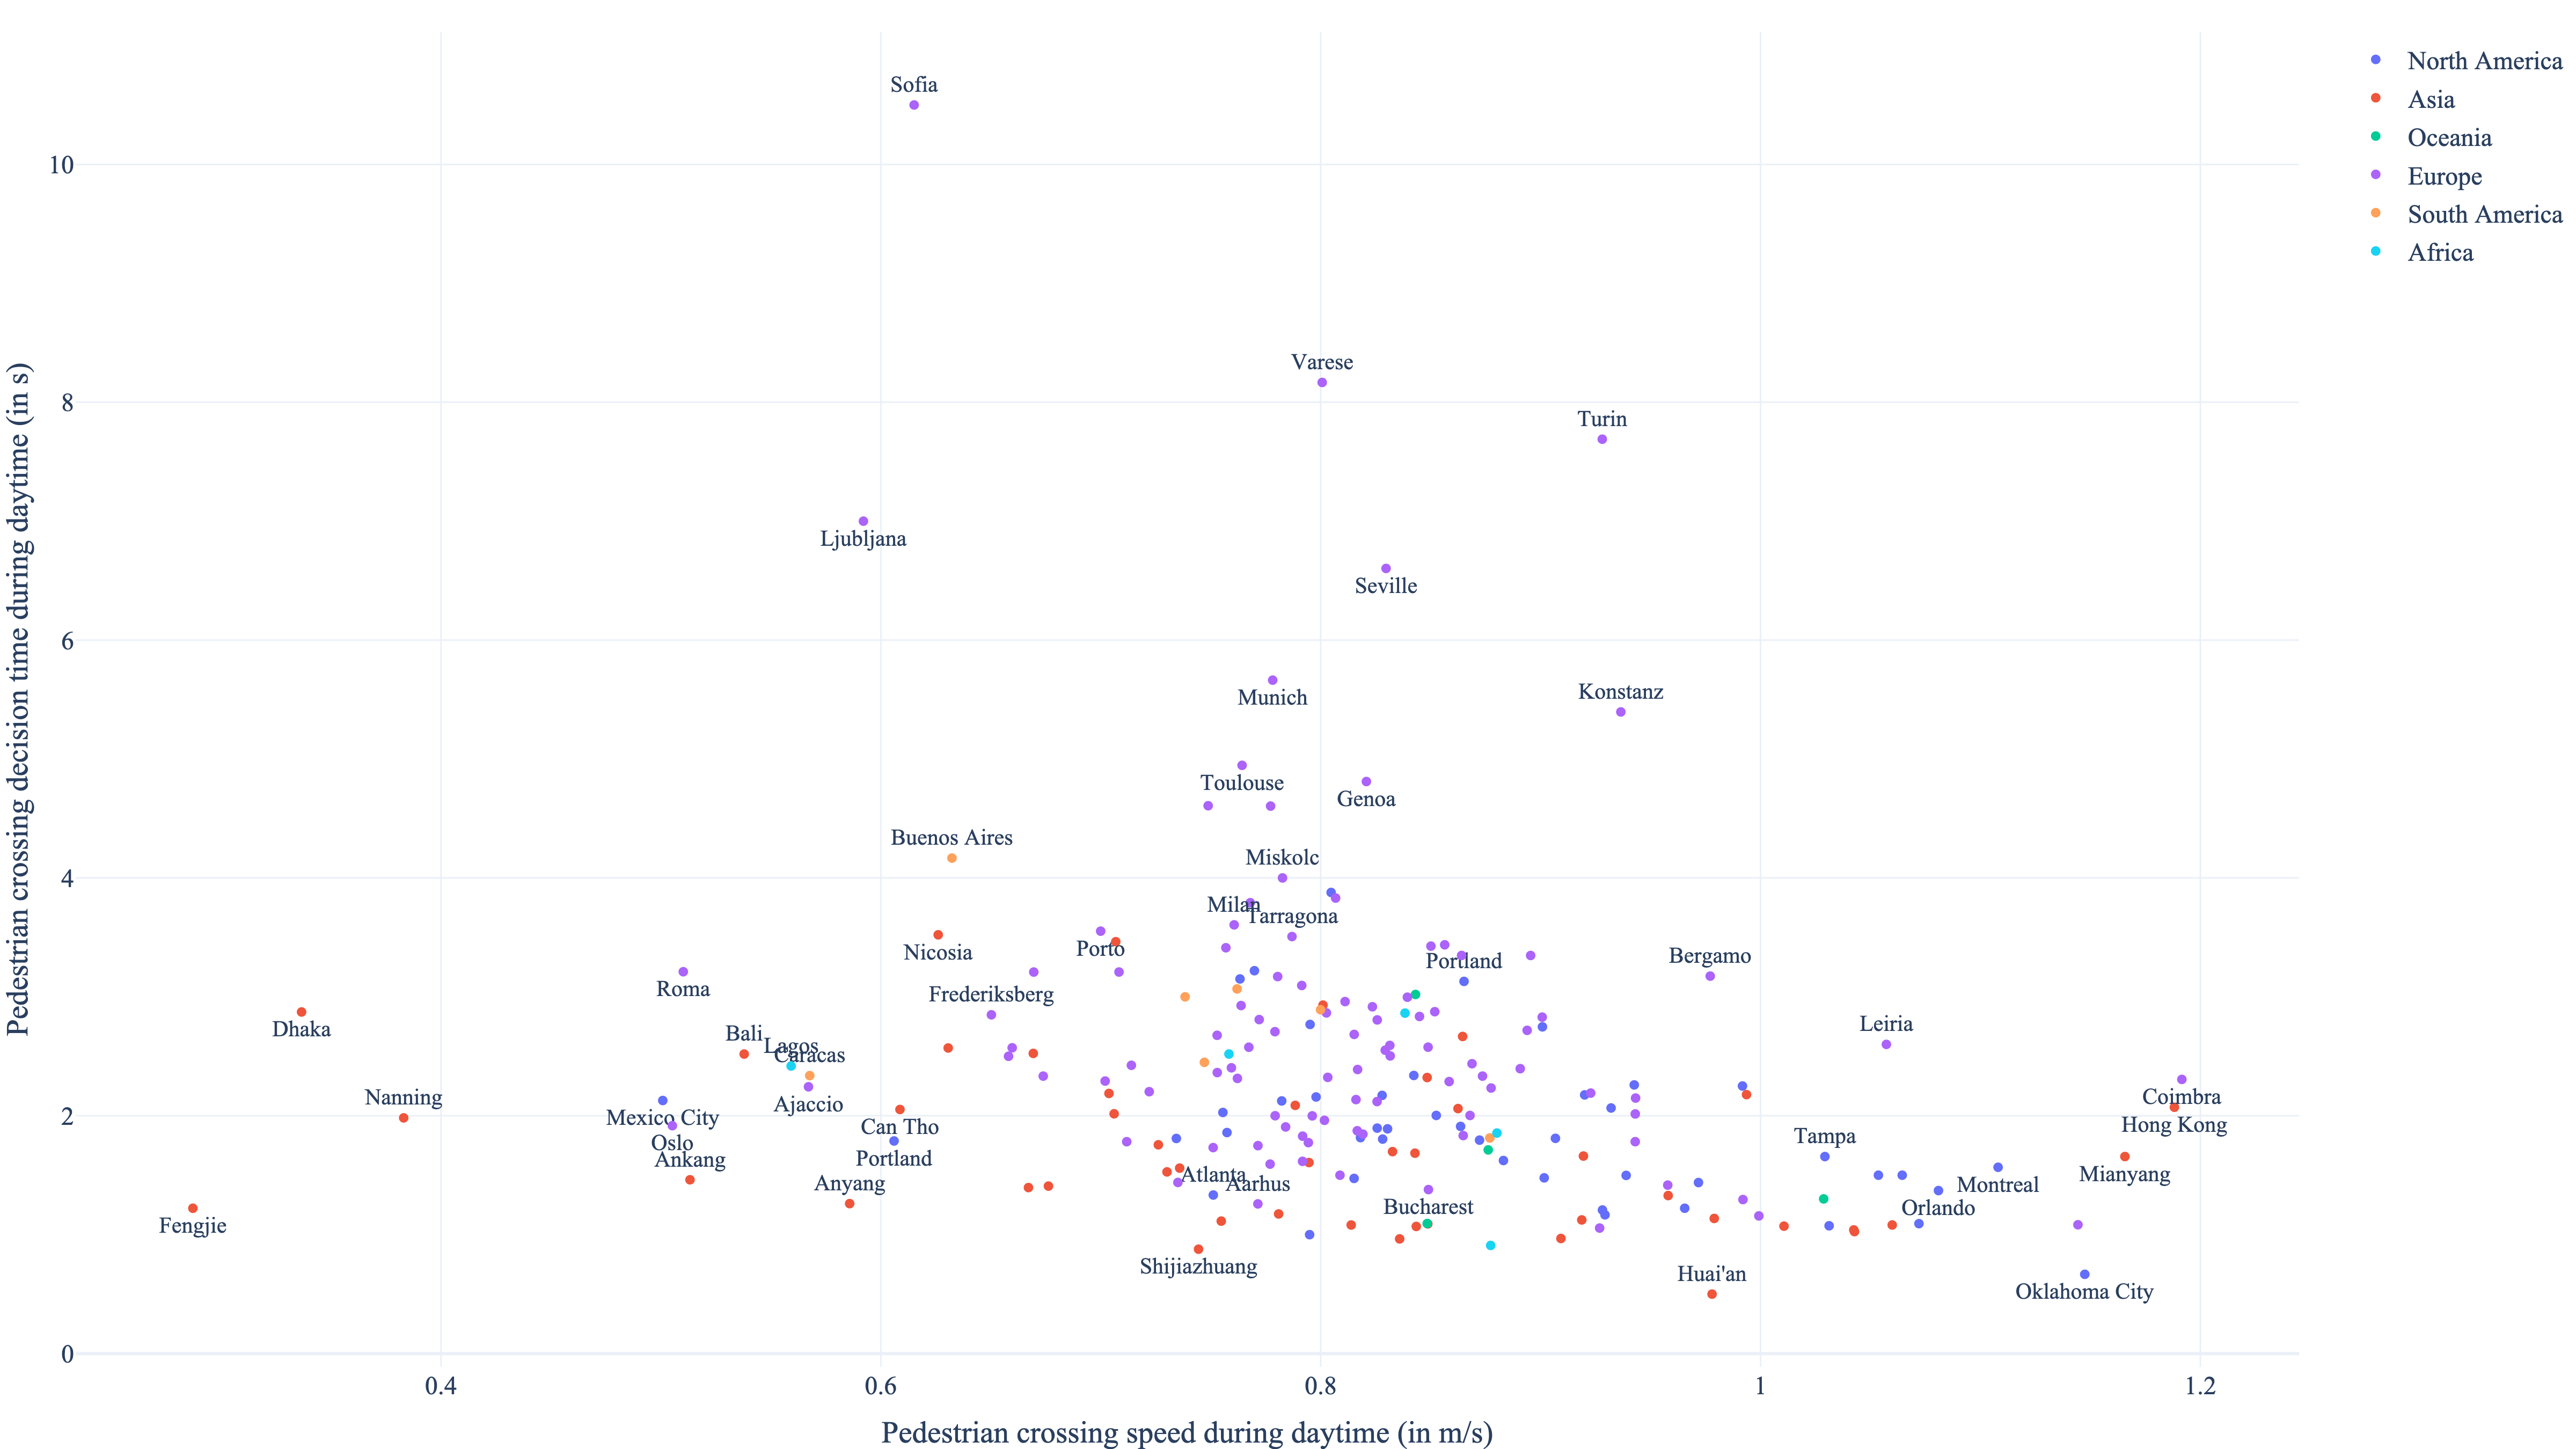 Sofia
North America
Asia
Oceania
Europe
South America
Africa
10
8
6
4
2
0
Pedestrian crossing decision time during daytime (in s)
Varese
Turin
Ljubljana
Seville
Munich
Konstanz
Toulouse
Genoa
Buenos Aires
Miskolc
Milan
Tarragona
Nicosia
Porto
Portland
Bergamo
Roma
Frederiksberg
Dhaka
Bali
Lagos
Caracas
Leiria
Nanning
Mexico City
Ajaccio
Can Tho
Coimbra
Hong Kong
Oslo
Ankang
Portland
Tampa
Anyang
Atlanta
Aarhus
Mianyang
Montreal
Bucharest
Orlando
Fengjie
Shijiazhuang
Huai'an
Oklahoma City
0.4
0.6
0.8
1
1.2
Pedestrian crossing speed during daytime (in m/s)